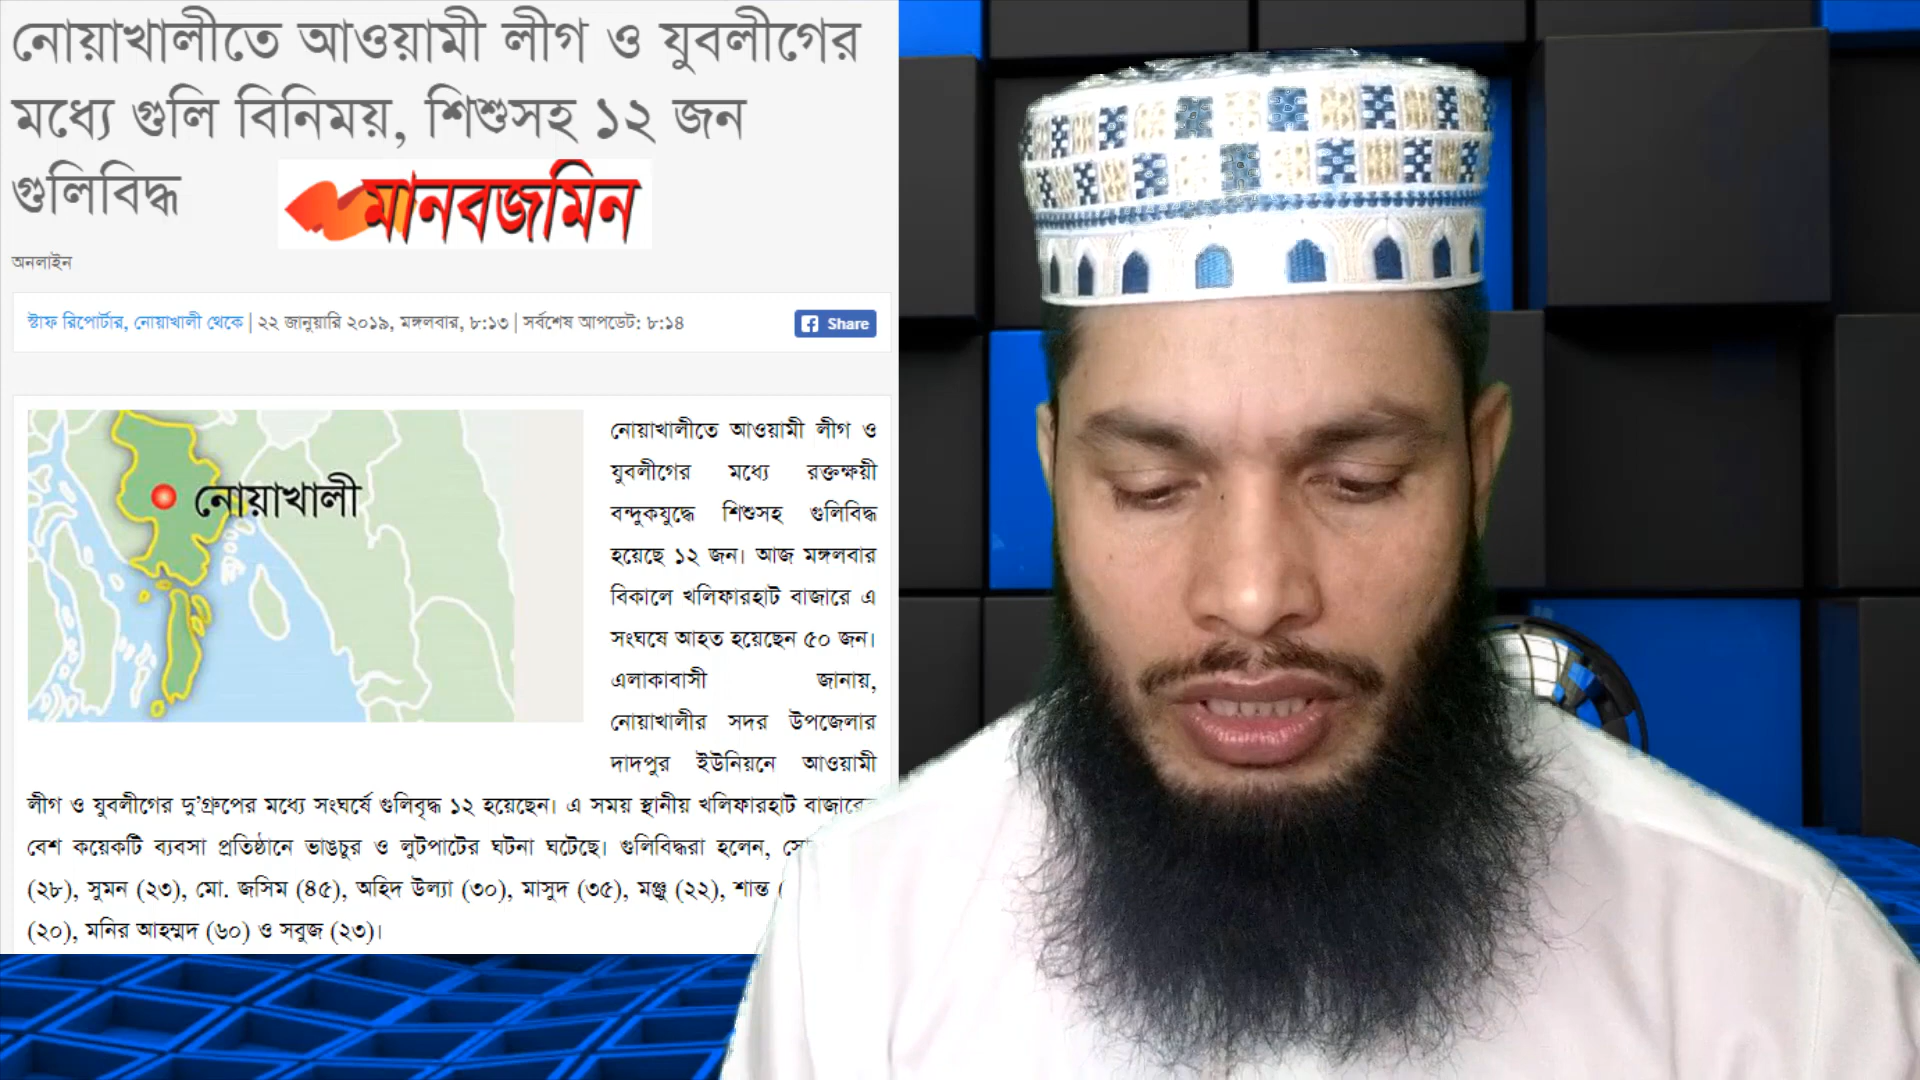 নোয়াখালীতে আওয়ামী লীগ ও যুবলীগের
মধ্যে গুলি বিনিময়, শিশুসহ ১২ জন
গুলিবিদ্ধ
মানবজমিন
অনলাইন
স্টাফ রিপোর্টার, নোয়াখালী থেকে | ২২ জানুয়ারি ২০১৯, মঙ্গলবার, ৮:১৩ | সর্বশেষ আপডেট: ৮:১৪
Share
নোয়াখালী
নোয়াখালীতে আওয়ামী লীগ ও
যুবলীগের মধ্যে রক্তক্ষয়ী
বন্দুকযুদ্ধে শিশুসহ গুলিবিদ্ধ
হয়েছে ১২ জন। আজ মঙ্গলবার
বিকালে খলিফারহাট বাজারে এ
সংঘষে আহত হয়েছেন ৫০ জন।
এলাকাবাসী জানায়,
নোয়াখালীর সদর উপজেলার
দাদপুর ইউনিয়নে আওয়ামী
লীগ ও যুবলীগের দু’গ্রুপের মধ্যে সংঘর্ষে গুলিবৃদ্ধ ১২ হয়েছেন। এ সময় স্থানীয় খলিফারহাট বাজারের
বেশ কয়েকটি ব্যবসা প্রতিষ্ঠানে ভাঙচুর ও লুটপাটের ঘটনা ঘটেছে। গুলিবিদ্ধরা হলেন,
(২৮), সুমন (২৩), মো. জসিম (৪৫), অহিদ উল্যা (৩০), মাসুদ (৩৫), মঞ্জু (২২), শান্ত
(২০), মনির আহম্মদ (৬০) ও সবুজ (২৩)।